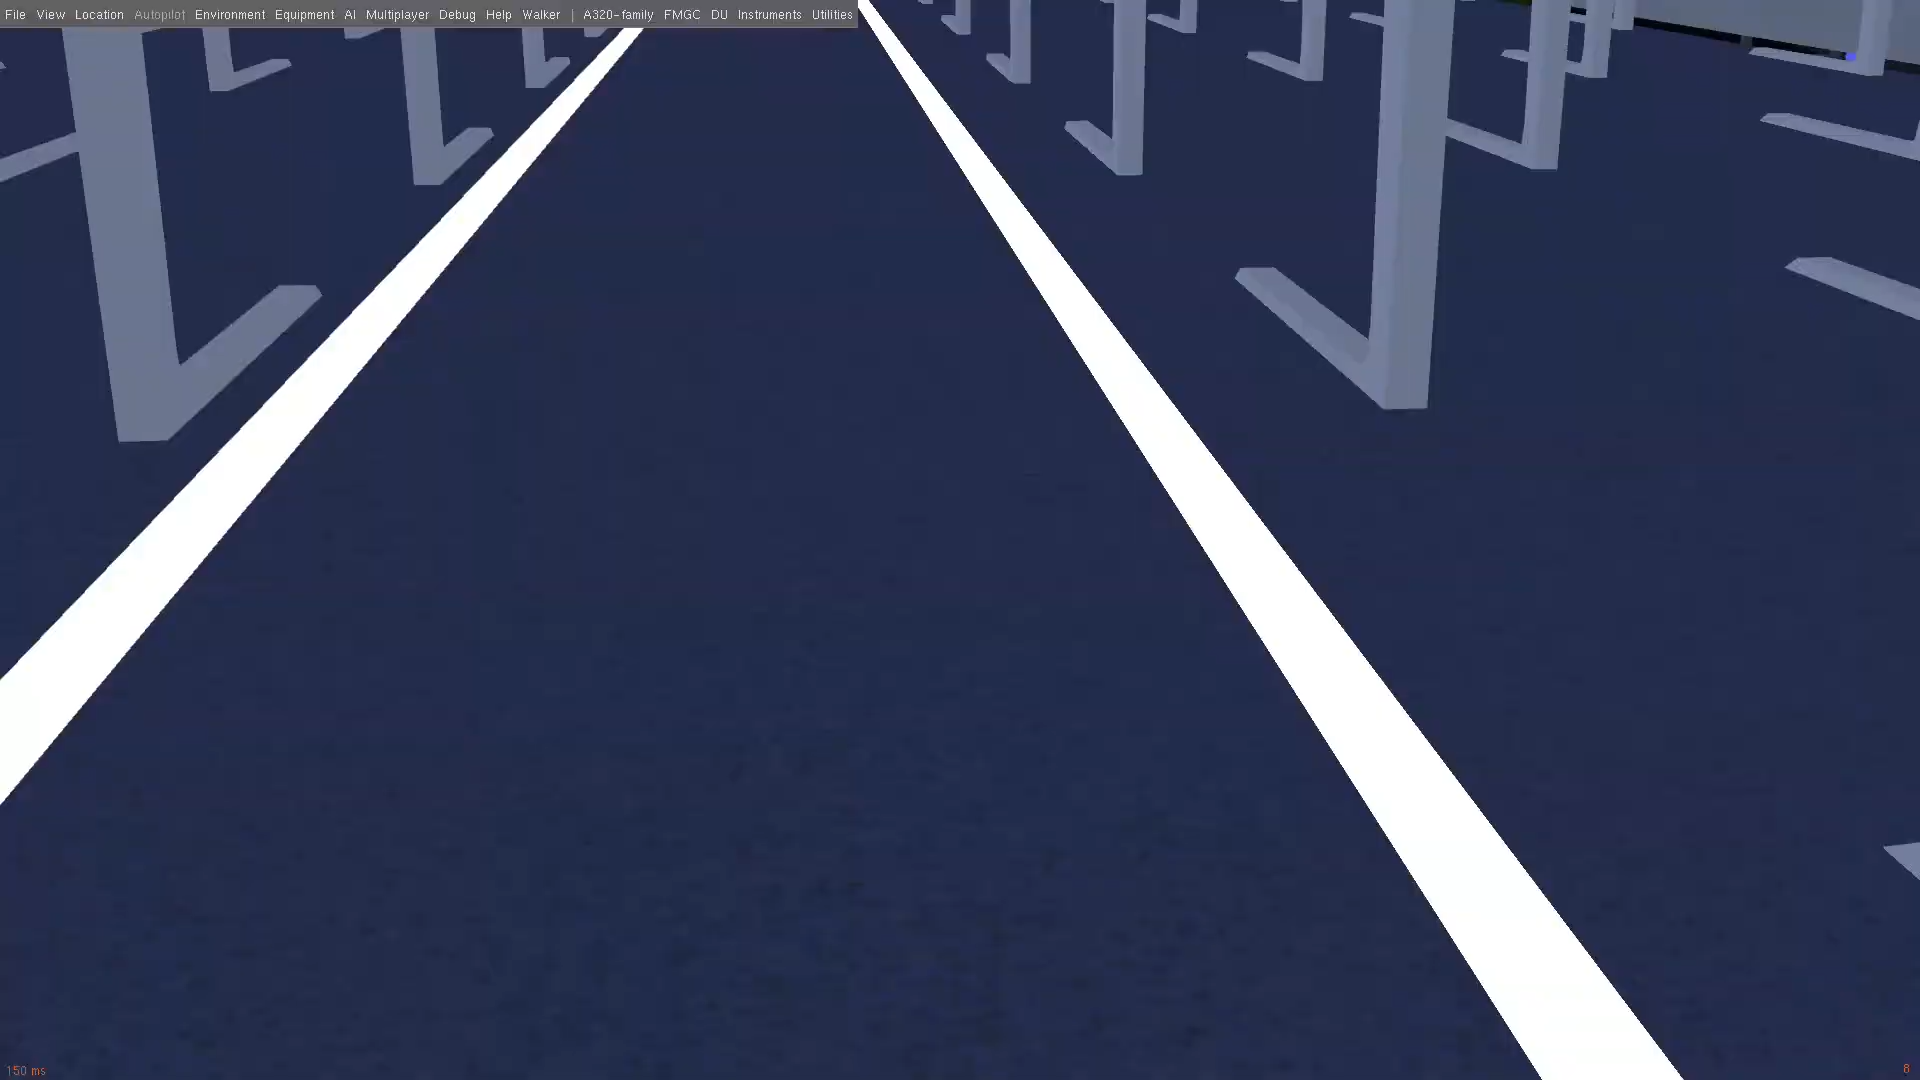 File View Location Autopilot Environment Equipment AI Multiplayer Debug Help Walker | A320-family FMGC DU Instruments Utilities
150 ms 8